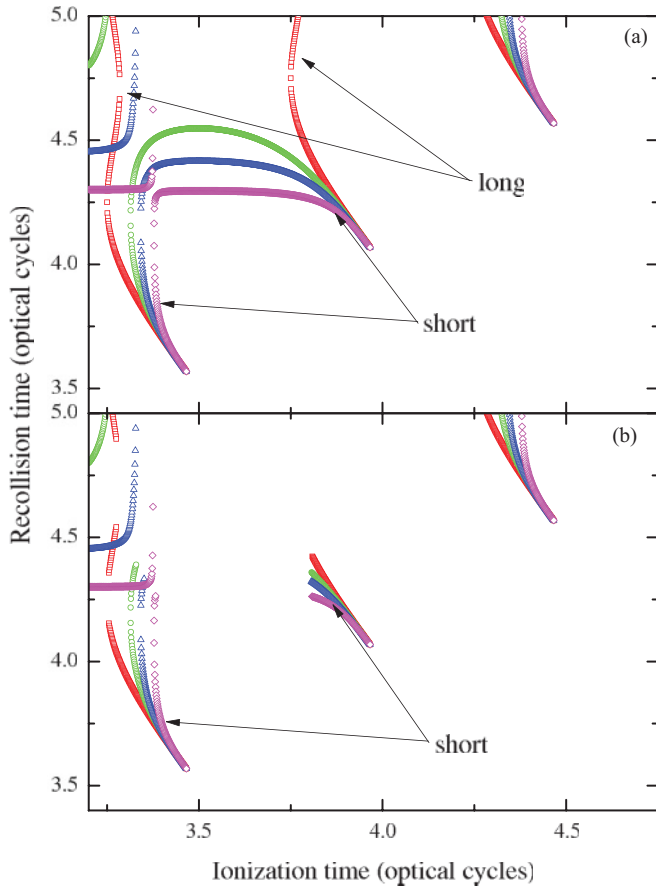 5.0
(a)
4.5
long
4.0
short
3.5
5.0
(b)
4.5
4.0
short
3.5
3.5
4.0
4.5
Recollision time (optical cycles)
Ionization time (optical cycles)